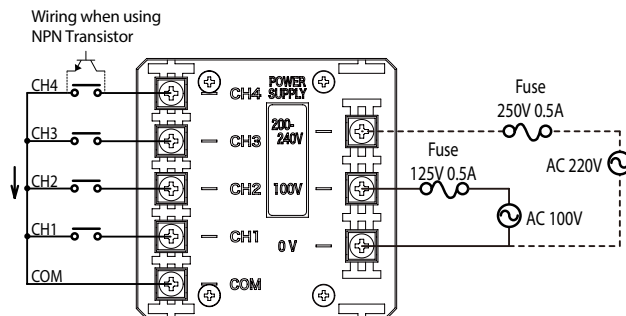 Wiring when using
NPN Transistor
CH4
CH3
CH2
CH1
COM
CH4
CH3
CH2
CH1
COM
POWER
SUPPLY
200-
240V
100V
0 V
Fuse
250V 0.5A
Fuse
125V 0.5A
AC 220V
AC 100V